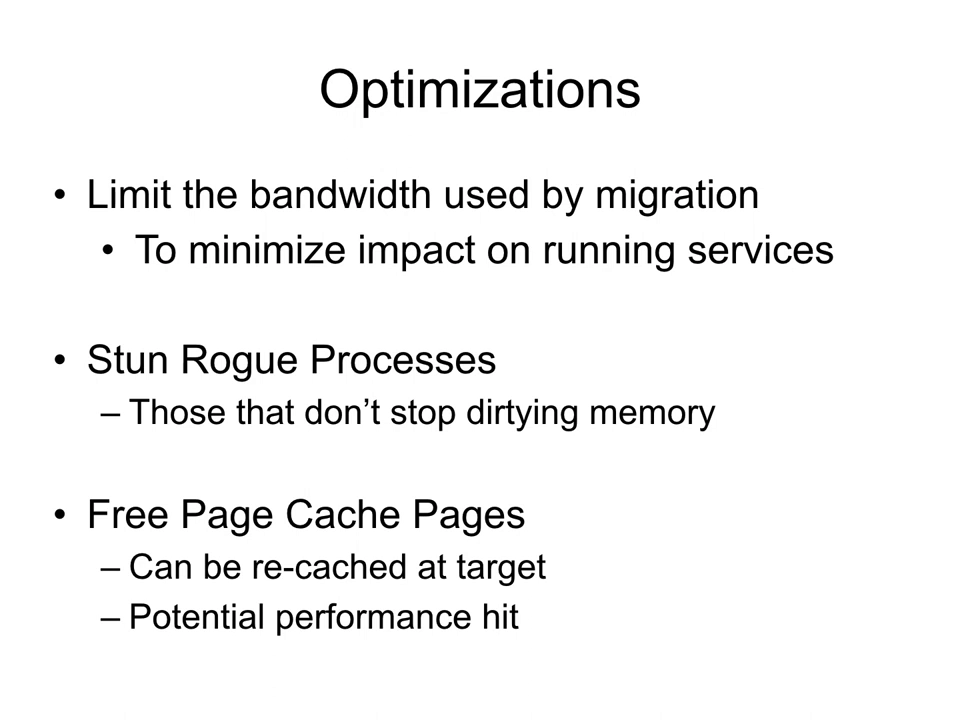 Optimizations
• Limit the bandwidth used by migration
• To minimize impact on running services
• Stun Rogue Processes
– Those that don’t stop dirtying memory
• Free Page Cache Pages
– Can be re-cached at target
– Potential performance hit